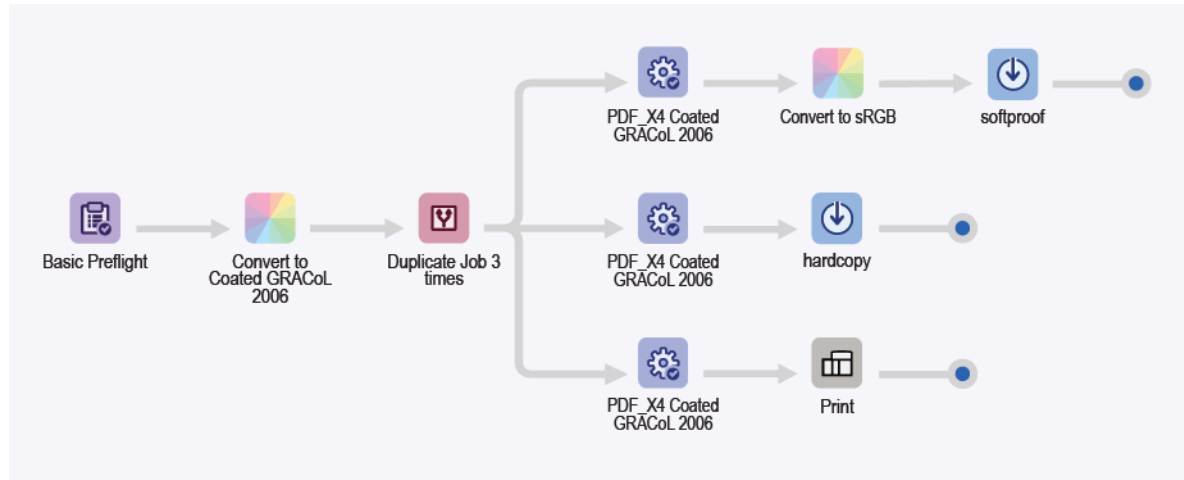 PDF_X4 Coated
GRACoL 2006
Convert to sRGB
softproof
Basic Preflight
Convert to
Coated GRACoL
2006
Duplicate Job 3
times
PDF_X4 Coated
GRACoL 2006
hardcopy
PDF_X4 Coated
GRACoL 2006
Print